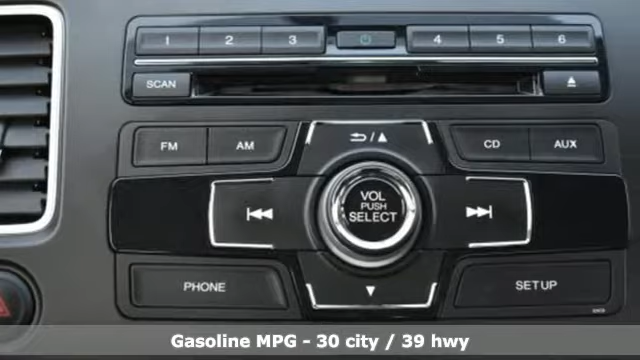 1 2 3 4 5 6
SCAN
FM AM CD AUX
VOL
PUSH
SELECT
PHONE SETUP
Gasoline MPG - 30 city / 39 hwy